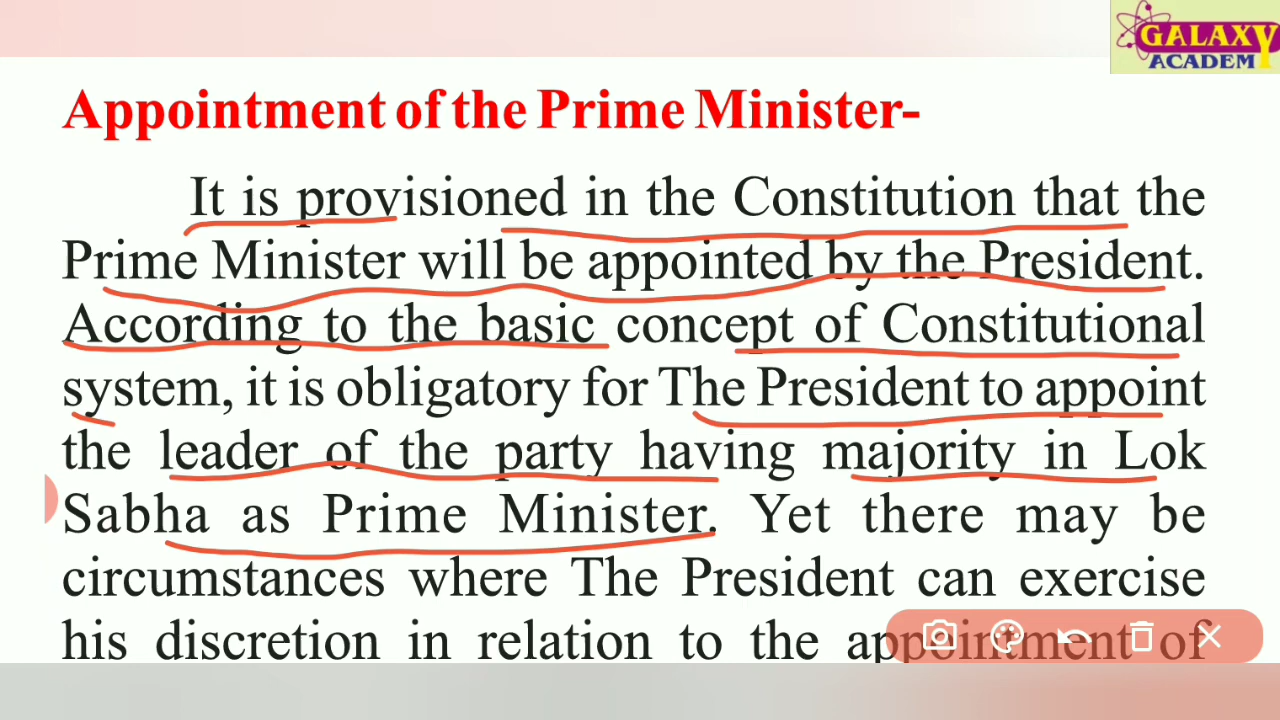 GALAXY
ACADEMY
Appointment of the Prime Minister-
It is provisioned in the Constitution that the
Prime Minister will be appointed by the President.
According to the basic concept of Constitutional
system, it is obligatory for The President to appoint
the leader of the party having majority in Lok
Sabha as Prime Minister. Yet there may be
circumstances where The President can exercise
his discretion in relation to the appointment of